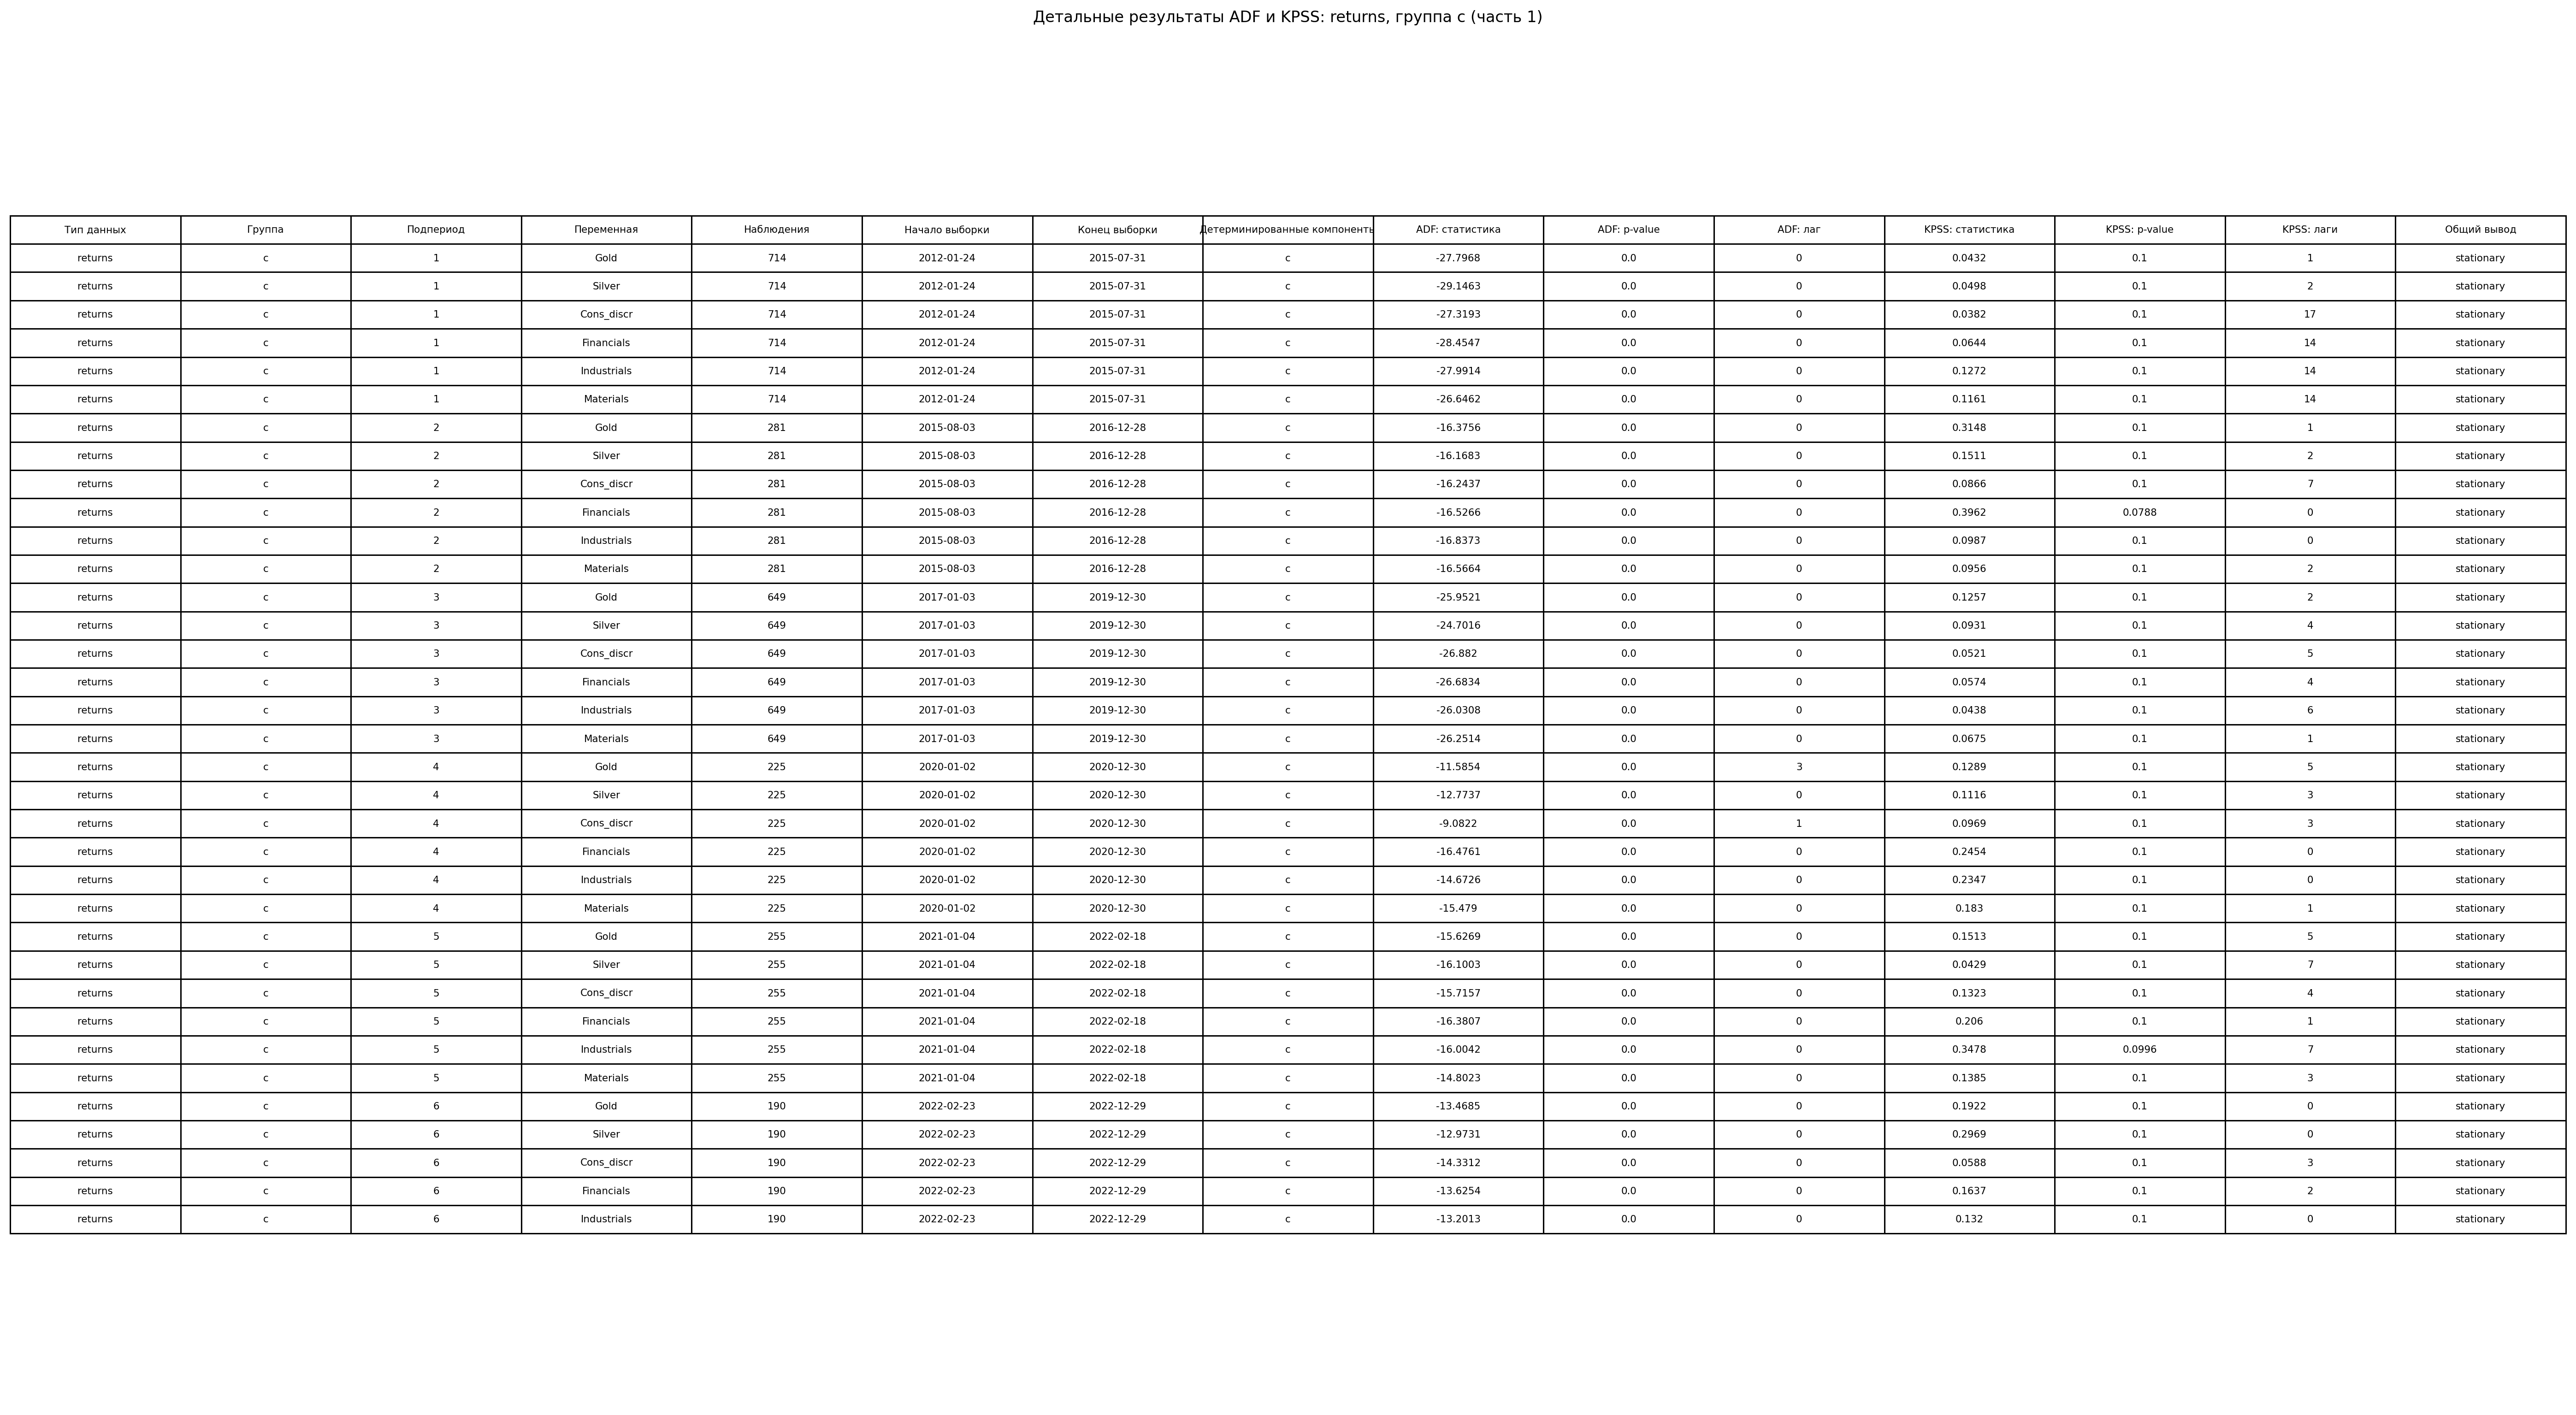 Детальные результаты ADF и KPSS: returns, группа c (часть 1)
Тип данных Группа Подпериод Переменная Наблюдения Начало выборки Конец выборки Детерминированные компоненты ADF: статистика ADF: p-value ADF: лаг KPSS: статистика KPSS: p-value KPSS: лаги Общий вывод
returns c 1 Gold 714 2012-01-24 2015-07-31 c -27.7968 0.0 0 0.0432 0.1 1 stationary
returns c 1 Silver 714 2012-01-24 2015-07-31 c -29.1463 0.0 0 0.0498 0.1 2 stationary
returns c 1 Cons_discr 714 2012-01-24 2015-07-31 c -27.3193 0.0 0 0.0382 0.1 17 stationary
returns c 1 Financials 714 2012-01-24 2015-07-31 c -28.4547 0.0 0 0.0644 0.1 14 stationary
returns c 1 Industrials 714 2012-01-24 2015-07-31 c -27.9914 0.0 0 0.1272 0.1 14 stationary
returns c 1 Materials 714 2012-01-24 2015-07-31 c -26.6462 0.0 0 0.1161 0.1 14 stationary
returns c 2 Gold 281 2015-08-03 2016-12-28 c -16.3756 0.0 0 0.3148 0.1 1 stationary
returns c 2 Silver 281 2015-08-03 2016-12-28 c -16.1683 0.0 0 0.1511 0.1 2 stationary
returns c 2 Cons_discr 281 2015-08-03 2016-12-28 c -16.2437 0.0 0 0.0866 0.1 7 stationary
returns c 2 Financials 281 2015-08-03 2016-12-28 c -16.5266 0.0 0 0.3962 0.0788 0 stationary
returns c 2 Industrials 281 2015-08-03 2016-12-28 c -16.8373 0.0 0 0.0987 0.1 0 stationary
returns c 2 Materials 281 2015-08-03 2016-12-28 c -16.5664 0.0 0 0.0956 0.1 2 stationary
returns c 3 Gold 649 2017-01-03 2019-12-30 c -25.9521 0.0 0 0.1257 0.1 2 stationary
returns c 3 Silver 649 2017-01-03 2019-12-30 c -24.7016 0.0 0 0.0931 0.1 4 stationary
returns c 3 Cons_discr 649 2017-01-03 2019-12-30 c -26.882 0.0 0 0.0521 0.1 5 stationary
returns c 3 Financials 649 2017-01-03 2019-12-30 c -26.6834 0.0 0 0.0574 0.1 4 stationary
returns c 3 Industrials 649 2017-01-03 2019-12-30 c -26.0308 0.0 0 0.0438 0.1 6 stationary
returns c 3 Materials 649 2017-01-03 2019-12-30 c -26.2514 0.0 0 0.0675 0.1 1 stationary
returns c 4 Gold 225 2020-01-02 2020-12-30 c -11.5854 0.0 3 0.1289 0.1 5 stationary
returns c 4 Silver 225 2020-01-02 2020-12-30 c -12.7737 0.0 0 0.1116 0.1 3 stationary
returns c 4 Cons_discr 225 2020-01-02 2020-12-30 c -9.0822 0.0 1 0.0969 0.1 3 stationary
returns c 4 Financials 225 2020-01-02 2020-12-30 c -16.4761 0.0 0 0.2454 0.1 0 stationary
returns c 4 Industrials 225 2020-01-02 2020-12-30 c -14.6726 0.0 0 0.2347 0.1 0 stationary
returns c 4 Materials 225 2020-01-02 2020-12-30 c -15.479 0.0 0 0.183 0.1 1 stationary
returns c 5 Gold 255 2021-01-04 2022-02-18 c -15.6269 0.0 0 0.1513 0.1 5 stationary
returns c 5 Silver 255 2021-01-04 2022-02-18 c -16.1003 0.0 0 0.0429 0.1 7 stationary
returns c 5 Cons_discr 255 2021-01-04 2022-02-18 c -15.7157 0.0 0 0.1323 0.1 4 stationary
returns c 5 Financials 255 2021-01-04 2022-02-18 c -16.3807 0.0 0 0.206 0.1 1 stationary
returns c 5 Industrials 255 2021-01-04 2022-02-18 c -16.0042 0.0 0 0.3478 0.0996 7 stationary
returns c 5 Materials 255 2021-01-04 2022-02-18 c -14.8023 0.0 0 0.1385 0.1 3 stationary
returns c 6 Gold 190 2022-02-23 2022-12-29 c -13.4685 0.0 0 0.1922 0.1 0 stationary
returns c 6 Silver 190 2022-02-23 2022-12-29 c -12.9731 0.0 0 0.2969 0.1 0 stationary
returns c 6 Cons_discr 190 2022-02-23 2022-12-29 c -14.3312 0.0 0 0.0588 0.1 3 stationary
returns c 6 Financials 190 2022-02-23 2022-12-29 c -13.6254 0.0 0 0.1637 0.1 2 stationary
returns c 6 Industrials 190 2022-02-23 2022-12-29 c -13.2013 0.0 0 0.132 0.1 0 stationary